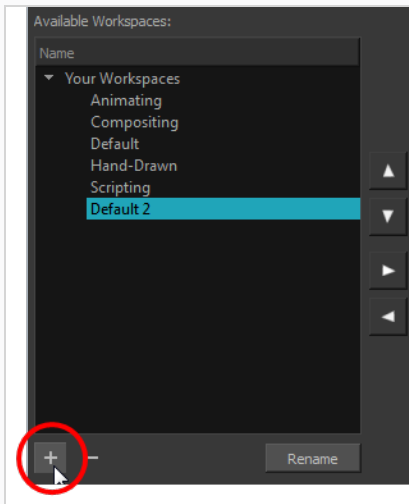 Available Workspaces:
Name
Your Workspaces
Animating
Compositing
Default
Hand-Drawn
Scripting
Default 2
Rename